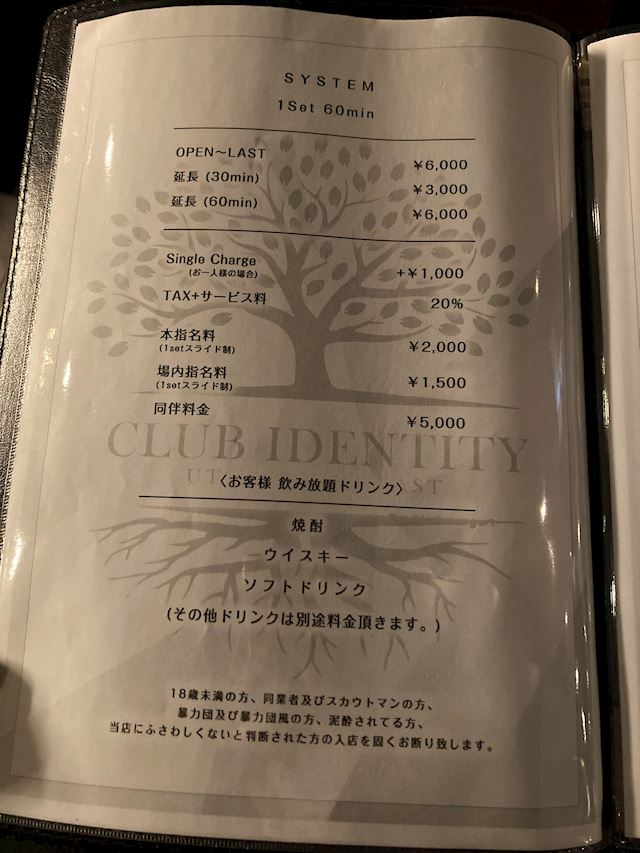 SYSTEM
1Set 60min
OPEN～LAST ¥6,000
延長 (30min) ¥3,000
延長 (60min) ¥6,000
Single Charge +¥1,000
(お一人様の場合)
TAX+サービス料 20%
本指名料 ¥2,000
(1setスライド制)
場内指名料 ¥1,500
(1setスライド制)
同伴料金 ¥5,000
CLUB IDENTITY
〈お客様 飲み放題ドリンク〉
焼酎
ウイスキー
ソフトドリンク
(その他ドリンクは別途料金頂きます。)
18歳未満の方、同業者及びスカウトマンの方、
暴力団及び暴力団風の方、泥酔されてる方、
当店にふさわしくないと判断された方の入店を固くお断り致します。